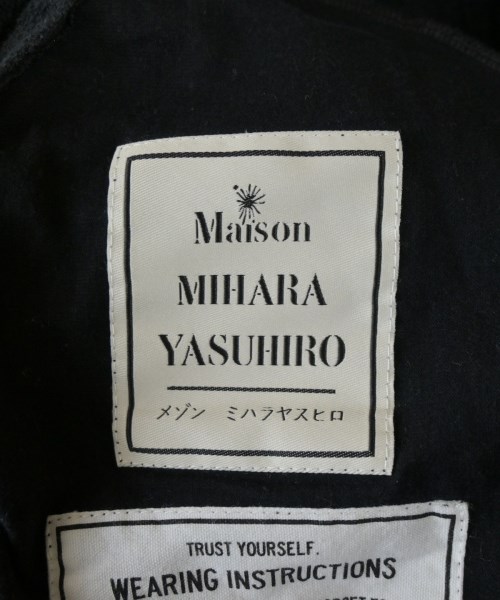 Maison
MIHARA
YASUHIRO
メゾン ミハラヤスヒロ
TRUST YOURSELF.
WEARING INSTRUCTIONS